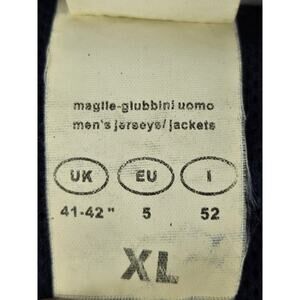 maglie-giubbini uomo
men's jerseys/jackets
UK EU I
41-42" 5 52
XL